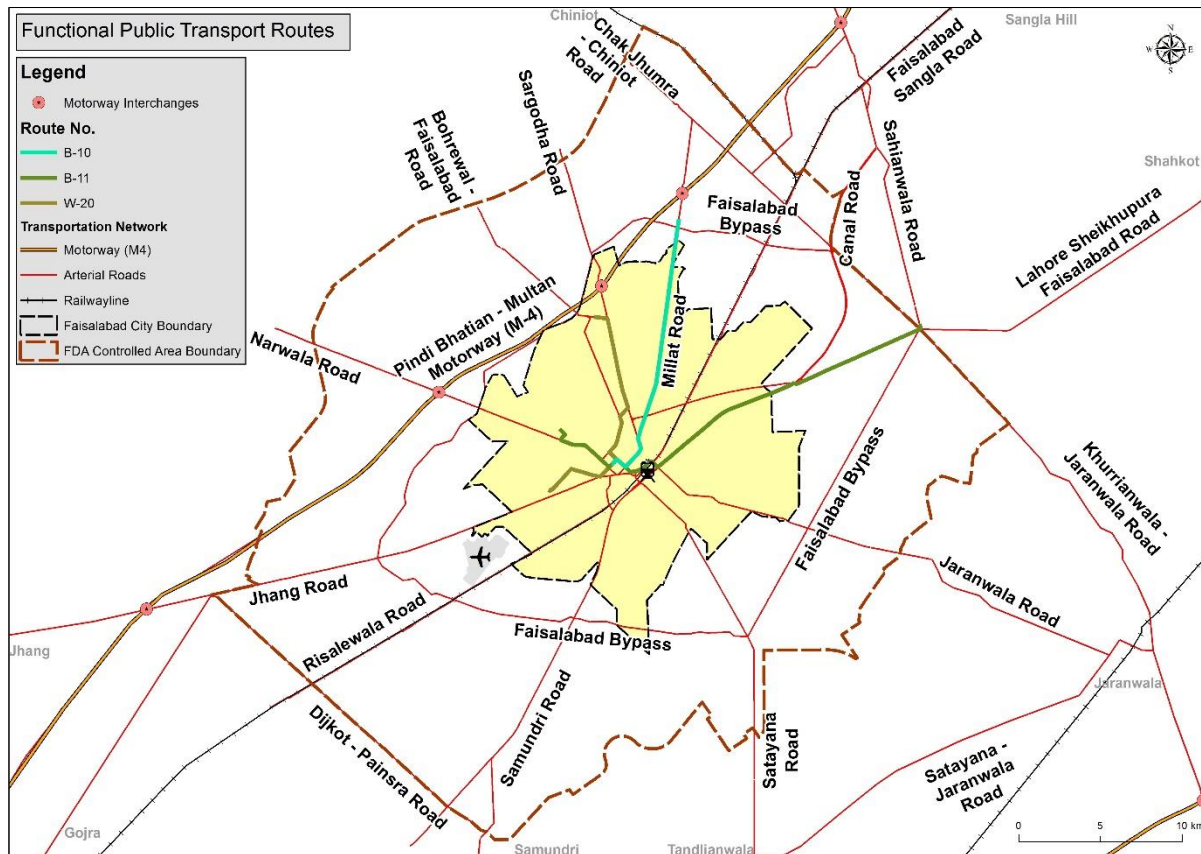 Functional Public Transport Routes
Legend
Motorway Interchanges
Route No.
B-10
B-11
W-20
Transportation Network
Motorway (M4)
Arterial Roads
Railwayline
Faisalabad City Boundary
FDA Controlled Area Boundary
Chiniot
Sangla Hill
N
W
E
S
Chak Jhumra
- Chiniot
Road
Faisalabad
Sangla Road
Sargodha Road
Bohrewal -
Faisalabad
Road
Sahianwala Road
Shahkot
Faisalabad
Bypass
Canal Road
Lahore Sheikhupura
Faisalabad Road
Pindi Bhatian - Multan
Motorway (M-4)
Millat Road
Narwala Road
Faisalabad Bypass
Khurrianwala -
Jaranwala Road
Jaranwala Road
Jhang Road
Risalewala Road
Faisalabad Bypass
Jhang
Jaranwala
Samundri Road
Satayana
Road
Dijkot - Painsra Road
Satayana -
Jaranwala
Road
Gojra
Samundri
Tandlianwala
0
5
10 km